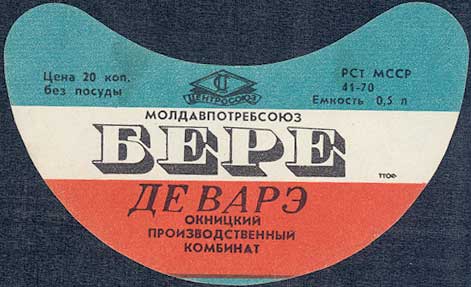 Цена 20 коп.
без посуды
ЦЕНТРОСОЮЗ
РСТ МССР
41-70
Емкость 0,5 л
МОЛДАВПОТРЕБСОЮЗ
БЕРЕ
ДЕ ВАРЭ
ОКНИЦКИЙ
ПРОИЗВОДСТВЕННЫЙ
КОМБИНАТ